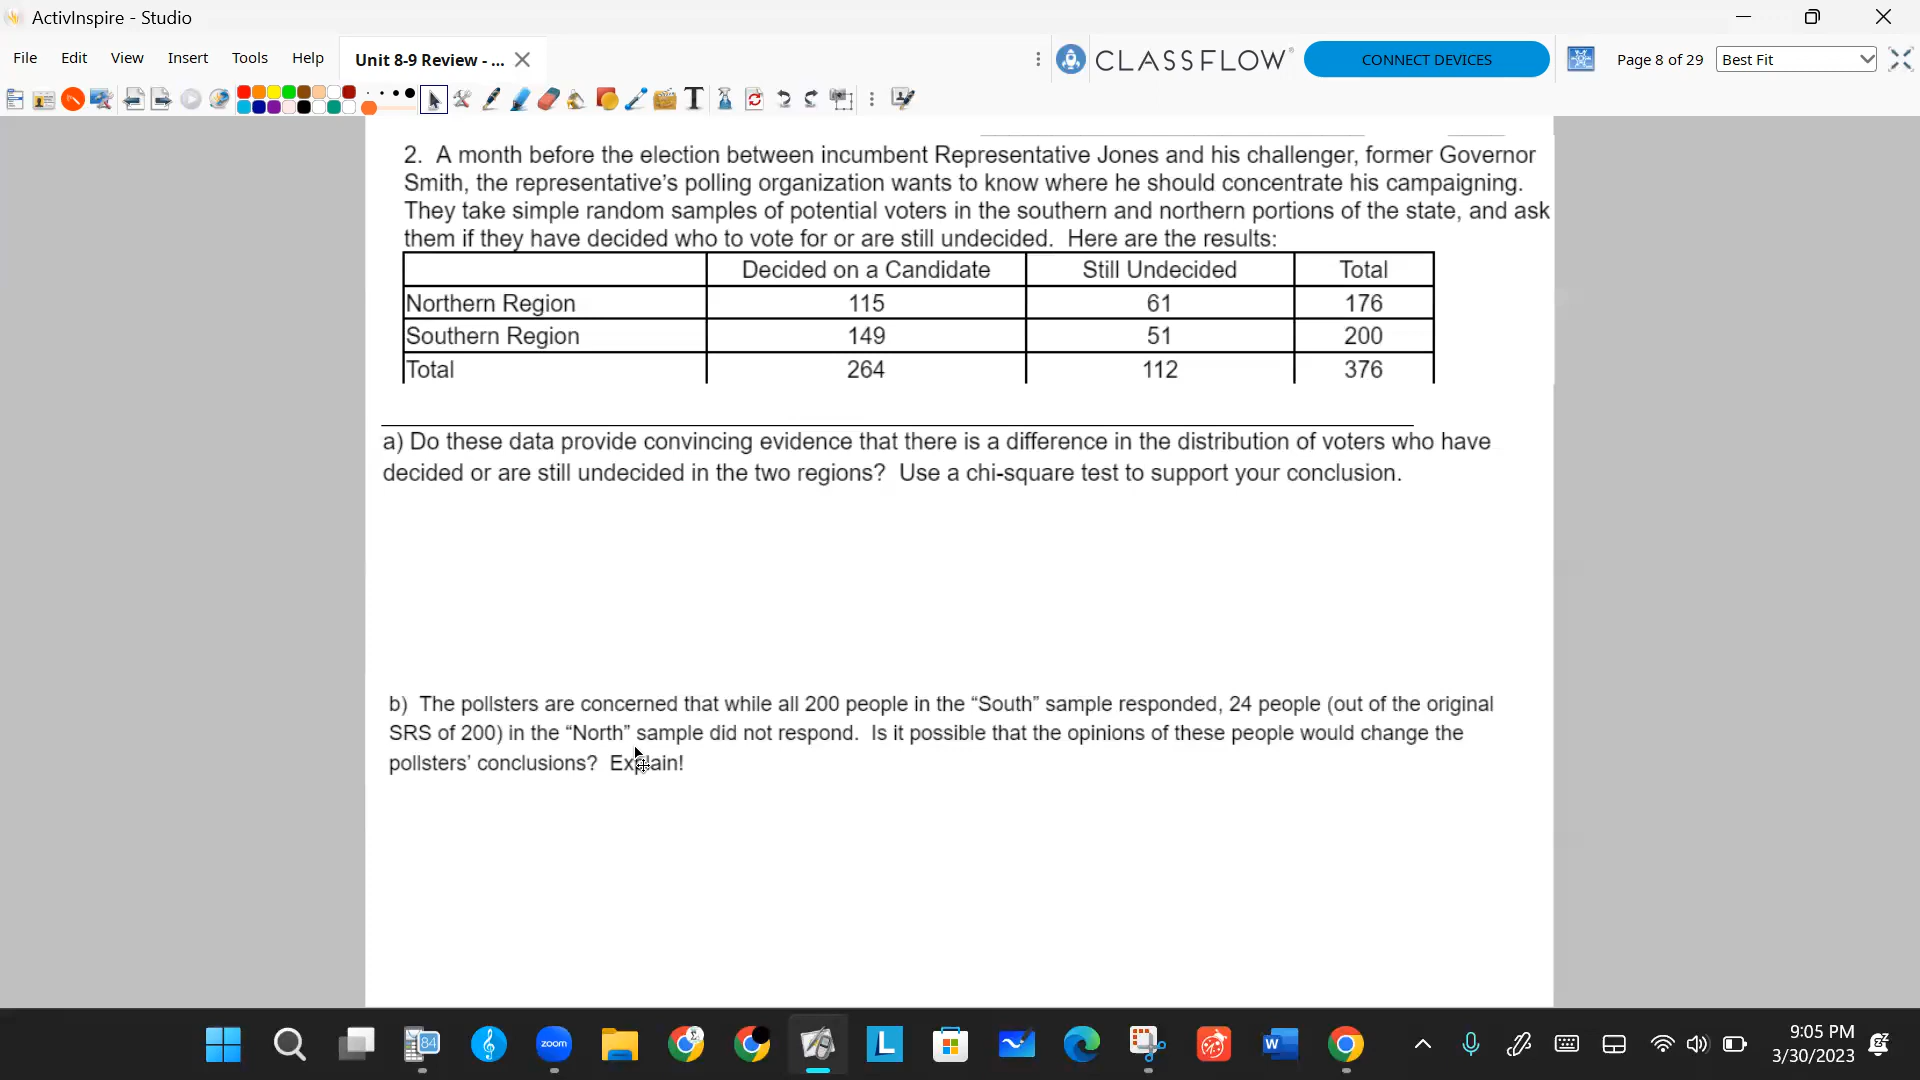 ActivInspire - Studio
File Edit View Insert Tools Help Unit 8-9 Review - ... CLASSFLOW CONNECT DEVICES Page 8 of 29 Best Fit
2. A month before the election between incumbent Representative Jones and his challenger, former Governor
Smith, the representative's polling organization wants to know where he should concentrate his campaigning.
They take simple random samples of potential voters in the southern and northern portions of the state, and ask
them if they have decided who to vote for or are still undecided. Here are the results:
Decided on a Candidate Still Undecided Total
Northern Region 115 61 176
Southern Region 149 51 200
Total 264 112 376
a) Do these data provide convincing evidence that there is a difference in the distribution of voters who have
decided or are still undecided in the two regions? Use a chi-square test to support your conclusion.
b) The pollsters are concerned that while all 200 people in the “South” sample responded, 24 people (out of the original
SRS of 200) in the “North” sample did not respond. Is it possible that the opinions of these people would change the
pollsters' conclusions? Explain!
84 zoom L W 9:05 PM
3/30/2023